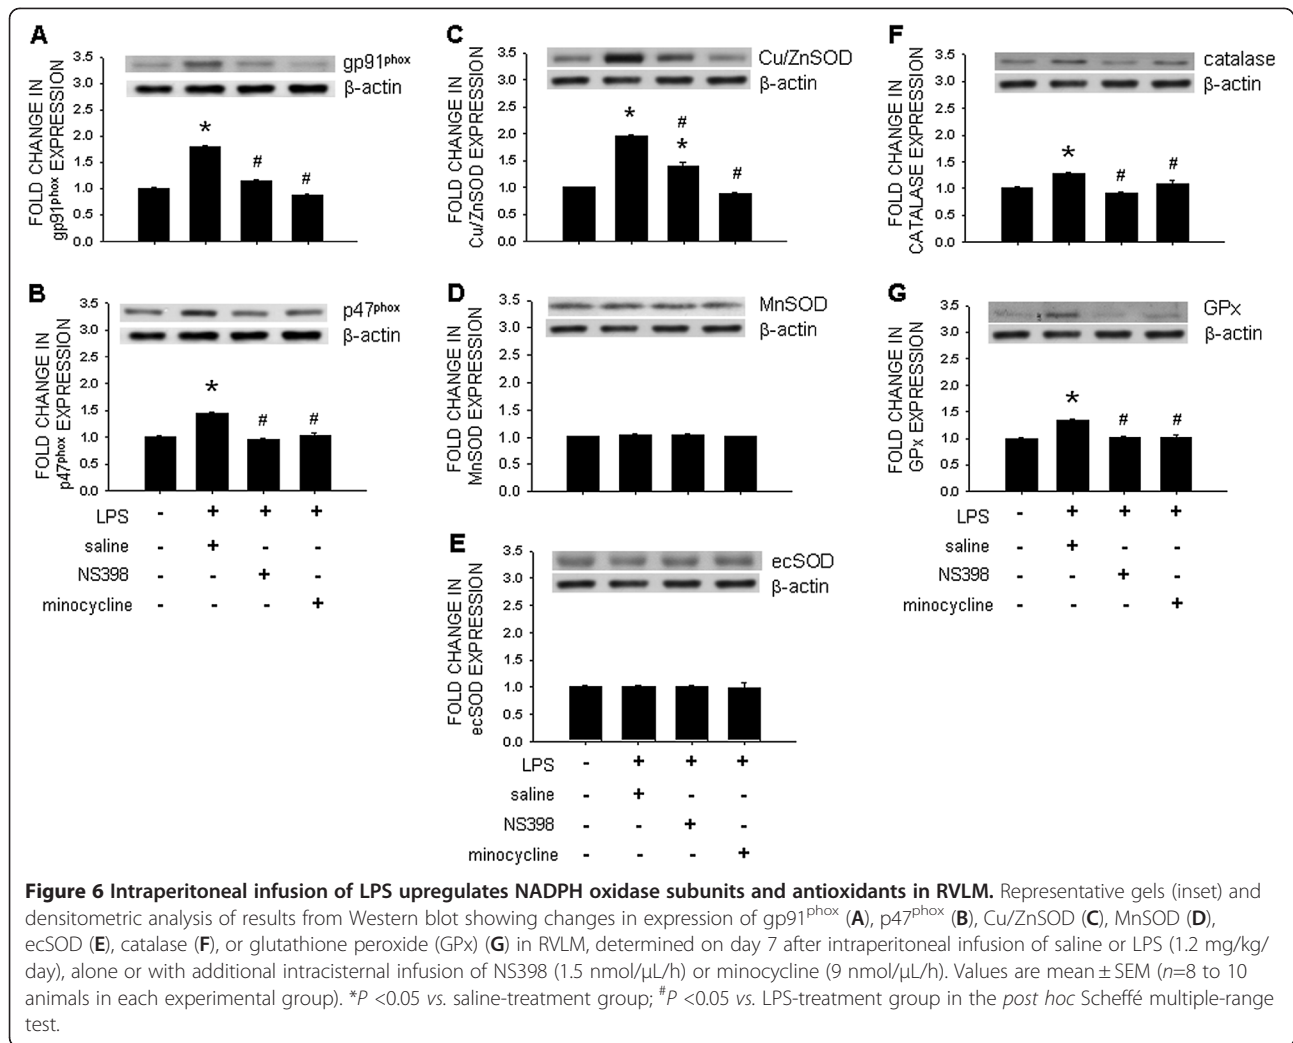 A
3.5
3.0
2.5
2.0
1.5
1.0
0.5
0.0
FOLD CHANGE IN
gp91phox EXPRESSION
gp91phox
β-actin
*
#
#
B
3.5
3.0
2.5
2.0
1.5
1.0
0.5
0.0
FOLD CHANGE IN
p47phox EXPRESSION
p47phox
β-actin
*
#
#
LPS - + + +
saline - + - -
NS398 - - + -
minocycline - - - +
C
3.5
3.0
2.5
2.0
1.5
1.0
0.5
0.0
FOLD CHANGE IN
Cu/ZnSOD EXPRESSION
Cu/ZnSOD
β-actin
*
#
*
#
D
3.5
3.0
2.5
2.0
1.5
1.0
0.5
0.0
FOLD CHANGE IN
MnSOD EXPRESSION
MnSOD
β-actin
E
3.5
3.0
2.5
2.0
1.5
1.0
0.5
0.0
FOLD CHANGE IN
ecSOD EXPRESSION
ecSOD
β-actin
LPS - + + +
saline - + - -
NS398 - - + -
minocycline - - - +
F
3.5
3.0
2.5
2.0
1.5
1.0
0.5
0.0
FOLD CHANGE IN
CATALASE EXPRESSION
catalase
β-actin
*
#
#
G
3.5
3.0
2.5
2.0
1.5
1.0
0.5
0.0
FOLD CHANGE IN
GPx EXPRESSION
GPx
β-actin
*
#
#
LPS - + + +
saline - + - -
NS398 - - + -
minocycline - - - +
Figure 6 Intraperitoneal infusion of LPS upregulates NADPH oxidase subunits and antioxidants in RVLM. Representative gels (inset) and
densitometric analysis of results from Western blot showing changes in expression of gp91phox (A), p47phox (B), Cu/ZnSOD (C), MnSOD (D),
ecSOD (E), catalase (F), or glutathione peroxide (GPx) (G) in RVLM, determined on day 7 after intraperitoneal infusion of saline or LPS (1.2 mg/kg/
day), alone or with additional intracisternal infusion of NS398 (1.5 nmol/μL/h) or minocycline (9 nmol/μL/h). Values are mean ± SEM (n=8 to 10
animals in each experimental group). *P <0.05 vs. saline-treatment group; #P <0.05 vs. LPS-treatment group in the post hoc Scheffé multiple-range
test.